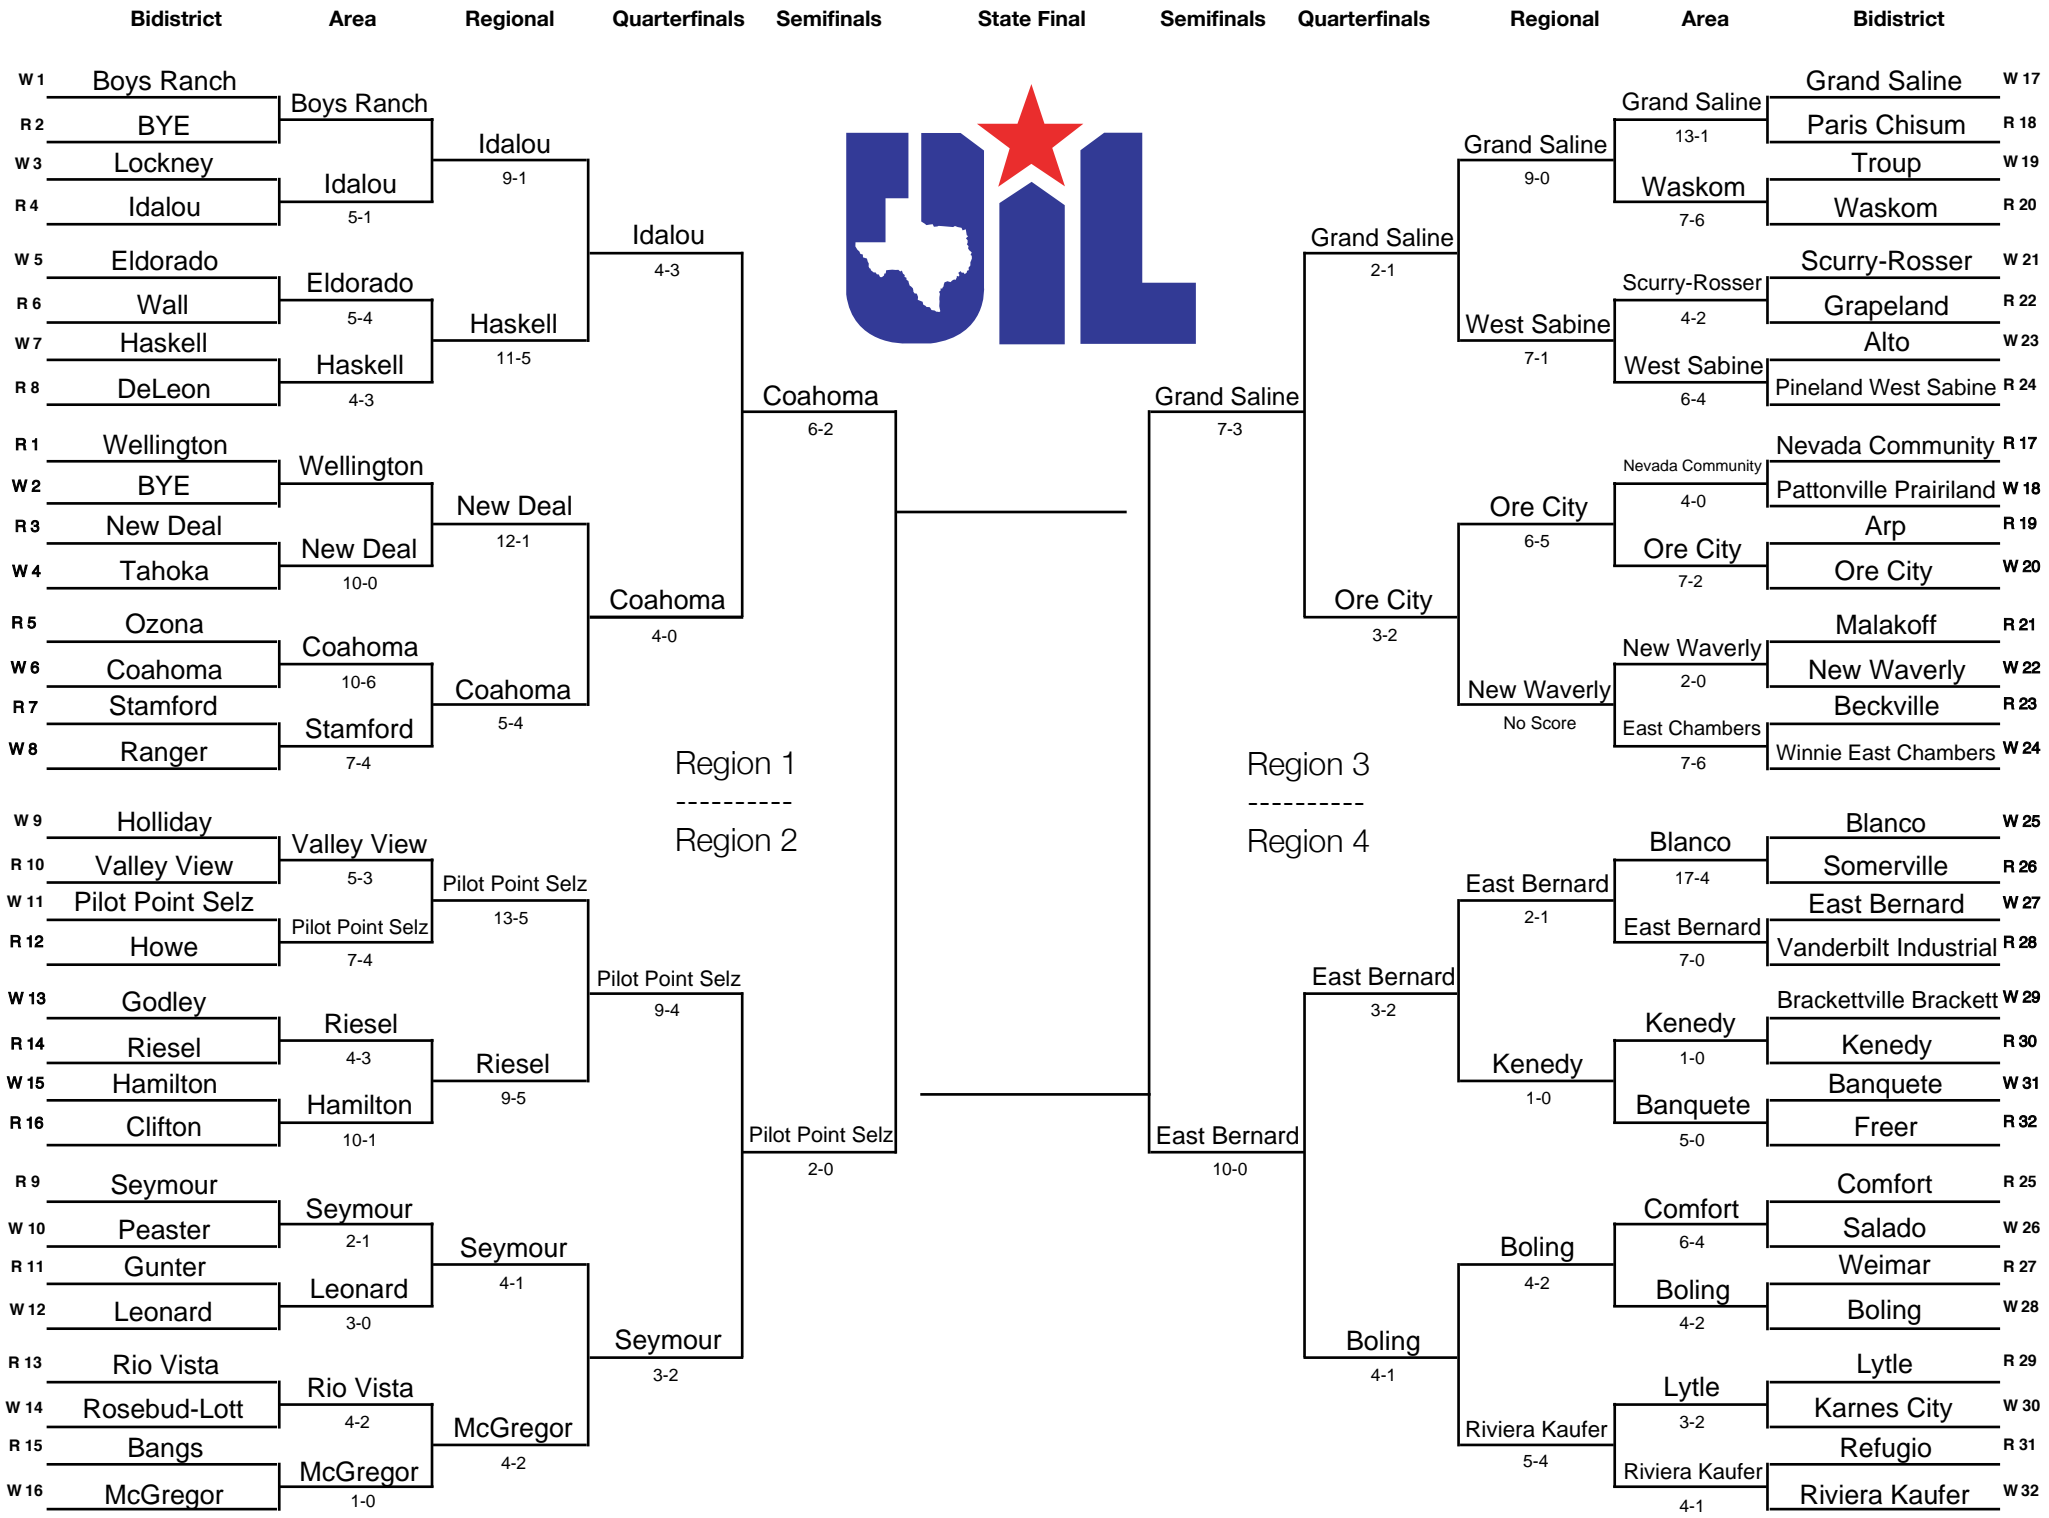 Bidistrict Area Regional Quarterfinals Semifinals State Final Semifinals Quarterfinals Regional Area Bidistrict
W 1 Boys Ranch
R 2 BYE
W 3 Lockney
R 4 Idalou
W 5 Eldorado
R 6 Wall
W 7 Haskell
R 8 DeLeon
R 1 Wellington
W 2 BYE
R 3 New Deal
W 4 Tahoka
R 5 Ozona
W 6 Coahoma
R 7 Stamford
W 8 Ranger
W 9 Holliday
R 10 Valley View
W 11 Pilot Point Selz
R 12 Howe
W 13 Godley
R 14 Riesel
W 15 Hamilton
R 16 Clifton
R 9 Seymour
W 10 Peaster
R 11 Gunter
W 12 Leonard
R 13 Rio Vista
W 14 Rosebud-Lott
R 15 Bangs
W 16 McGregor
Boys Ranch
Idalou
5-1
Eldorado
5-4
Haskell
4-3
Wellington
New Deal
10-0
Coahoma
10-6
Stamford
7-4
Valley View
5-3
Pilot Point Selz
7-4
Riesel
4-3
Hamilton
10-1
Seymour
2-1
Leonard
3-0
Rio Vista
4-2
McGregor
1-0
Idalou
9-1
Haskell
11-5
New Deal
12-1
Coahoma
5-4
Pilot Point Selz
13-5
Riesel
9-5
Seymour
4-1
McGregor
4-2
Idalou
4-3
Coahoma
4-0
Pilot Point Selz
9-4
Seymour
3-2
Region 1
----------
Region 2
Coahoma
6-2
Pilot Point Selz
2-0
UIL
Grand Saline
7-3
East Bernard
10-0
Region 3
----------
Region 4
Grand Saline
2-1
Ore City
3-2
East Bernard
3-2
Boling
4-1
Grand Saline
9-0
West Sabine
7-1
Ore City
6-5
New Waverly
No Score
East Bernard
2-1
Kenedy
1-0
Boling
4-2
Riviera Kaufer
5-4
Grand Saline
13-1
Waskom
7-6
Scurry-Rosser
4-2
West Sabine
6-4
Nevada Community
4-0
Ore City
7-2
New Waverly
2-0
East Chambers
7-6
Blanco
17-4
East Bernard
7-0
Kenedy
1-0
Banquete
5-0
Comfort
6-4
Boling
4-2
Lytle
3-2
Riviera Kaufer
4-1
Grand Saline W 17
Paris Chisum R 18
Troup W 19
Waskom R 20
Scurry-Rosser W 21
Grapeland R 22
Alto W 23
Pineland West Sabine R 24
Nevada Community R 17
Pattonville Prairiland W 18
Arp R 19
Ore City W 20
Malakoff R 21
New Waverly W 22
Beckville R 23
Winnie East Chambers W 24
Blanco W 25
Somerville R 26
East Bernard W 27
Vanderbilt Industrial R 28
Brackettville Brackett W 29
Kenedy R 30
Banquete W 31
Freer R 32
Comfort R 25
Salado W 26
Weimar R 27
Boling W 28
Lytle R 29
Karnes City W 30
Refugio R 31
Riviera Kaufer W 32